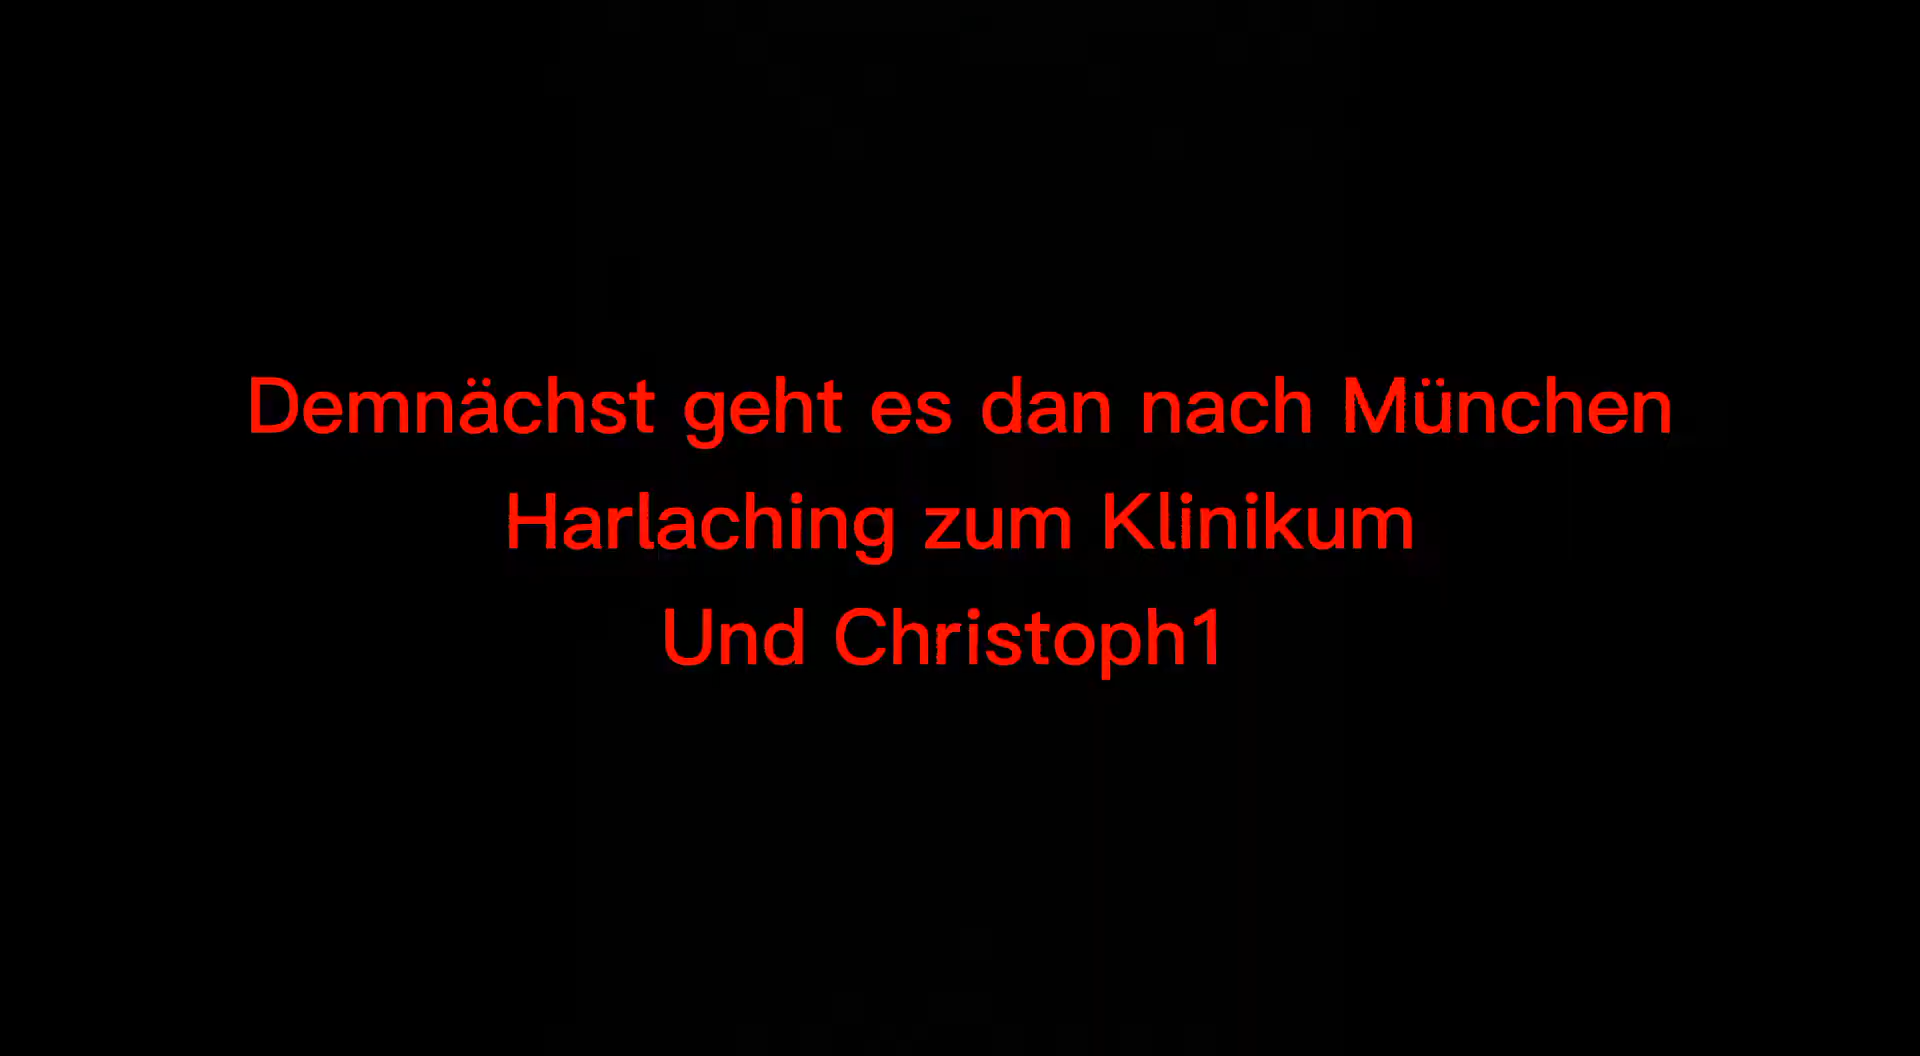 Demnächst geht es dan nach München
Harlaching zum Klinikum
Und Christoph1